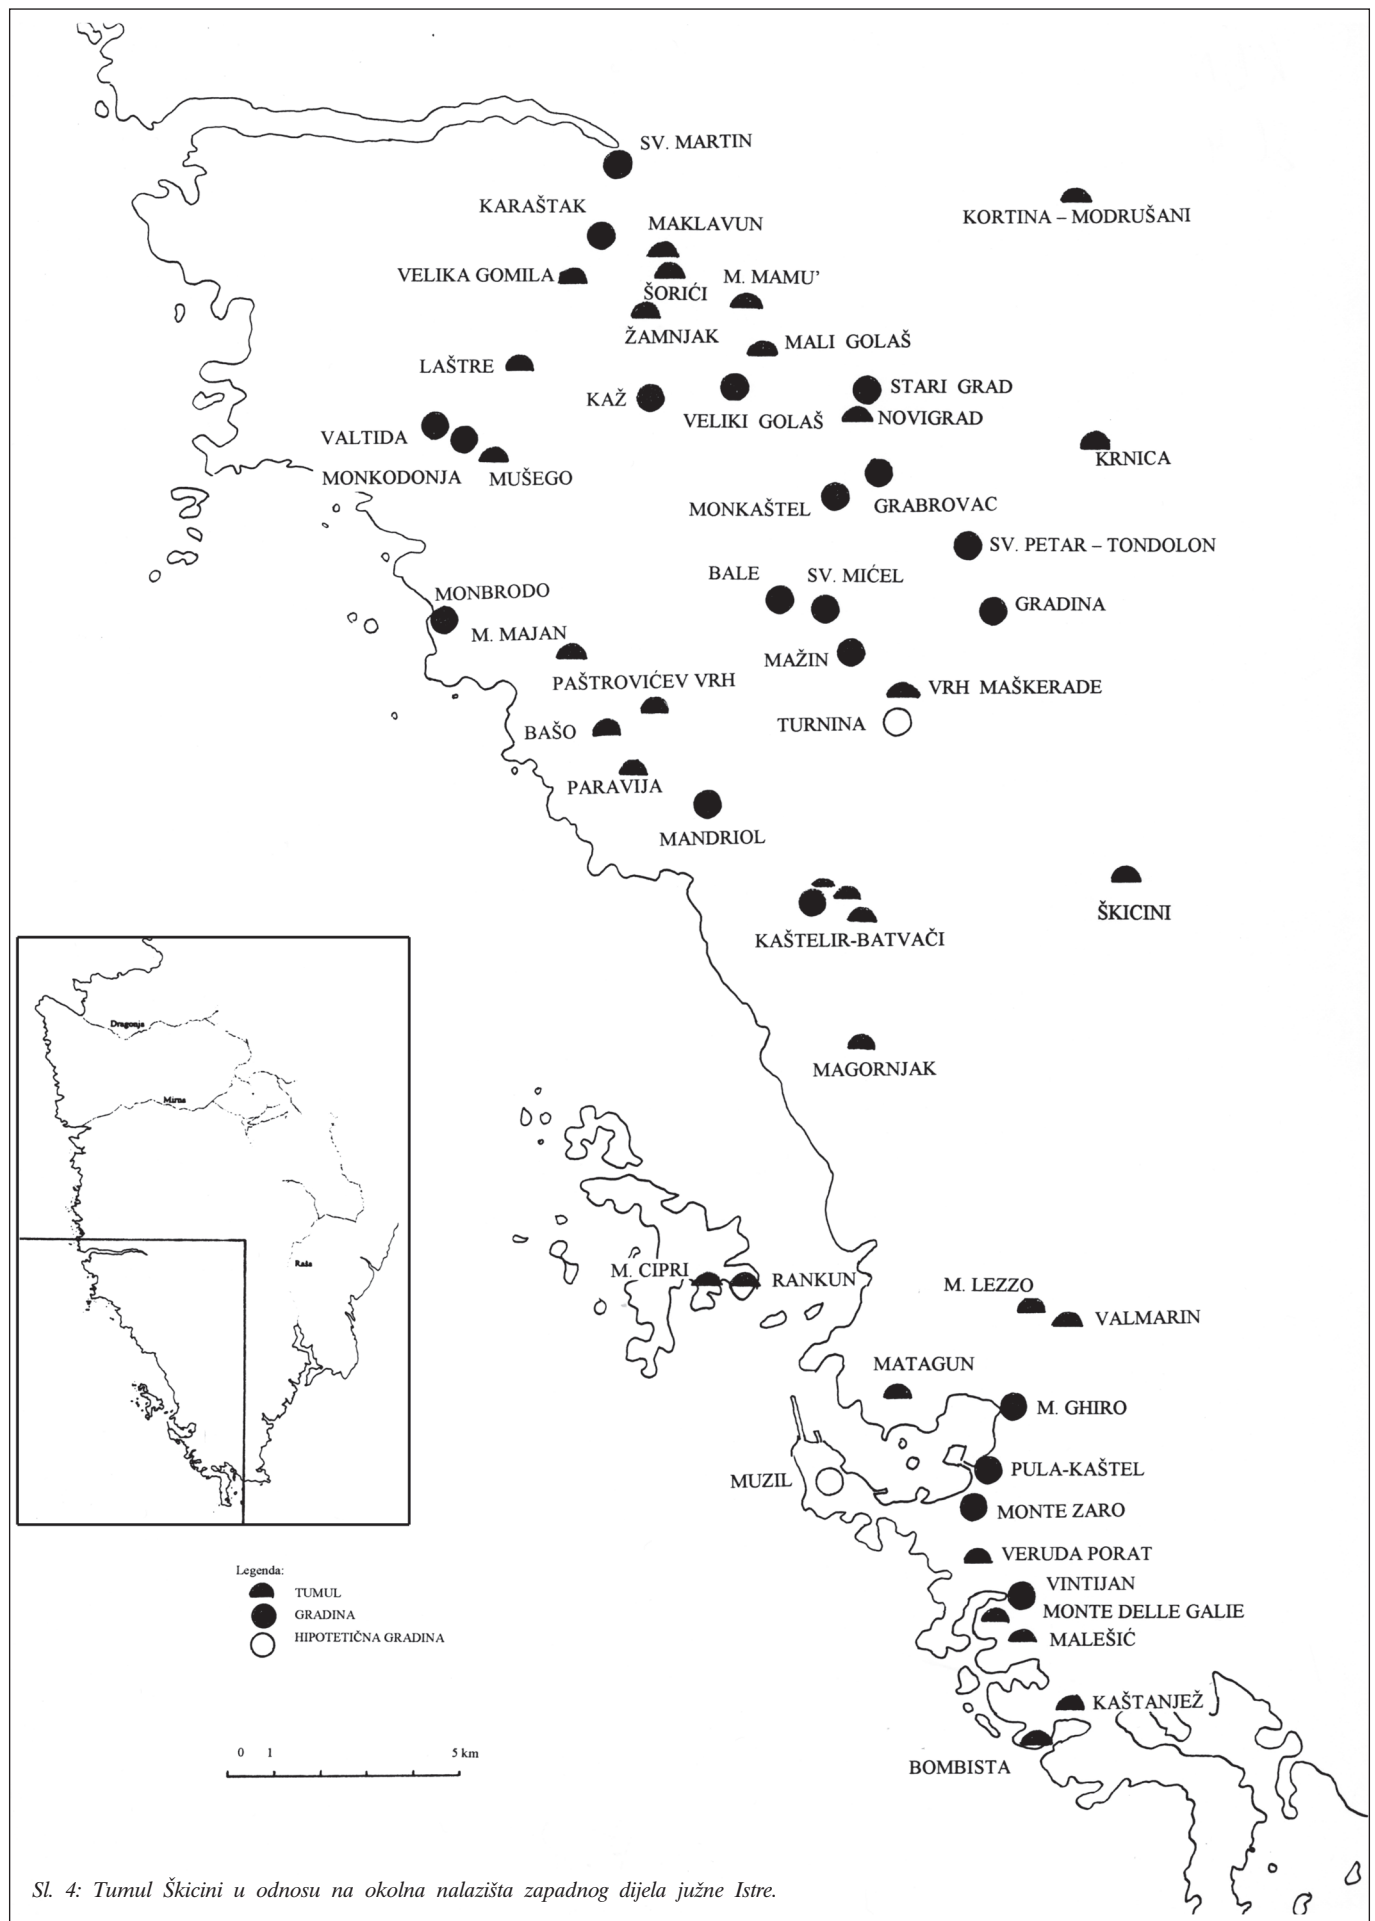 SV. MARTIN
KARAŠTAK
KORTINA – MODRUŠANI
MAKLAVUN
VELIKA GOMILA
M. MAMU'
ŠORIĆI
ŽAMNJAK
MALI GOLAŠ
LAŠTRE
STARI GRAD
KAŽ
VELIKI GOLAŠ
NOVIGRAD
VALTIDA
KRNICA
MONKODONJA
MUŠEGO
MONKAŠTEL
GRABROVAC
SV. PETAR – TONDOLON
BALE
SV. MIĆEL
MONBRODO
GRADINA
M. MAJAN
MAŽIN
PAŠTROVIĆEV VRH
VRH MAŠKERADE
BAŠO
TURNINA
PARAVIJA
MANDRIOL
ŠKICINI
KAŠTELIR-BATVAČI
Dragonja
MAGORNJAK
Mirna
Raša
M. CIPRI
RANKUN
M. LEZZO
VALMARIN
MATAGUN
M. GHIRO
PULA-KAŠTEL
MUZIL
MONTE ZARO
VERUDA PORAT
VINTIJAN
MONTE DELLE GALIE
MALEŠIĆ
KAŠTANJEŽ
BOMBISTA
Legenda:
TUMUL
GRADINA
HIPOTETIČNA GRADINA
0 1 5 km
Sl. 4: Tumul Škicini u odnosu na okolna nalazišta zapadnog dijela južne Istre.